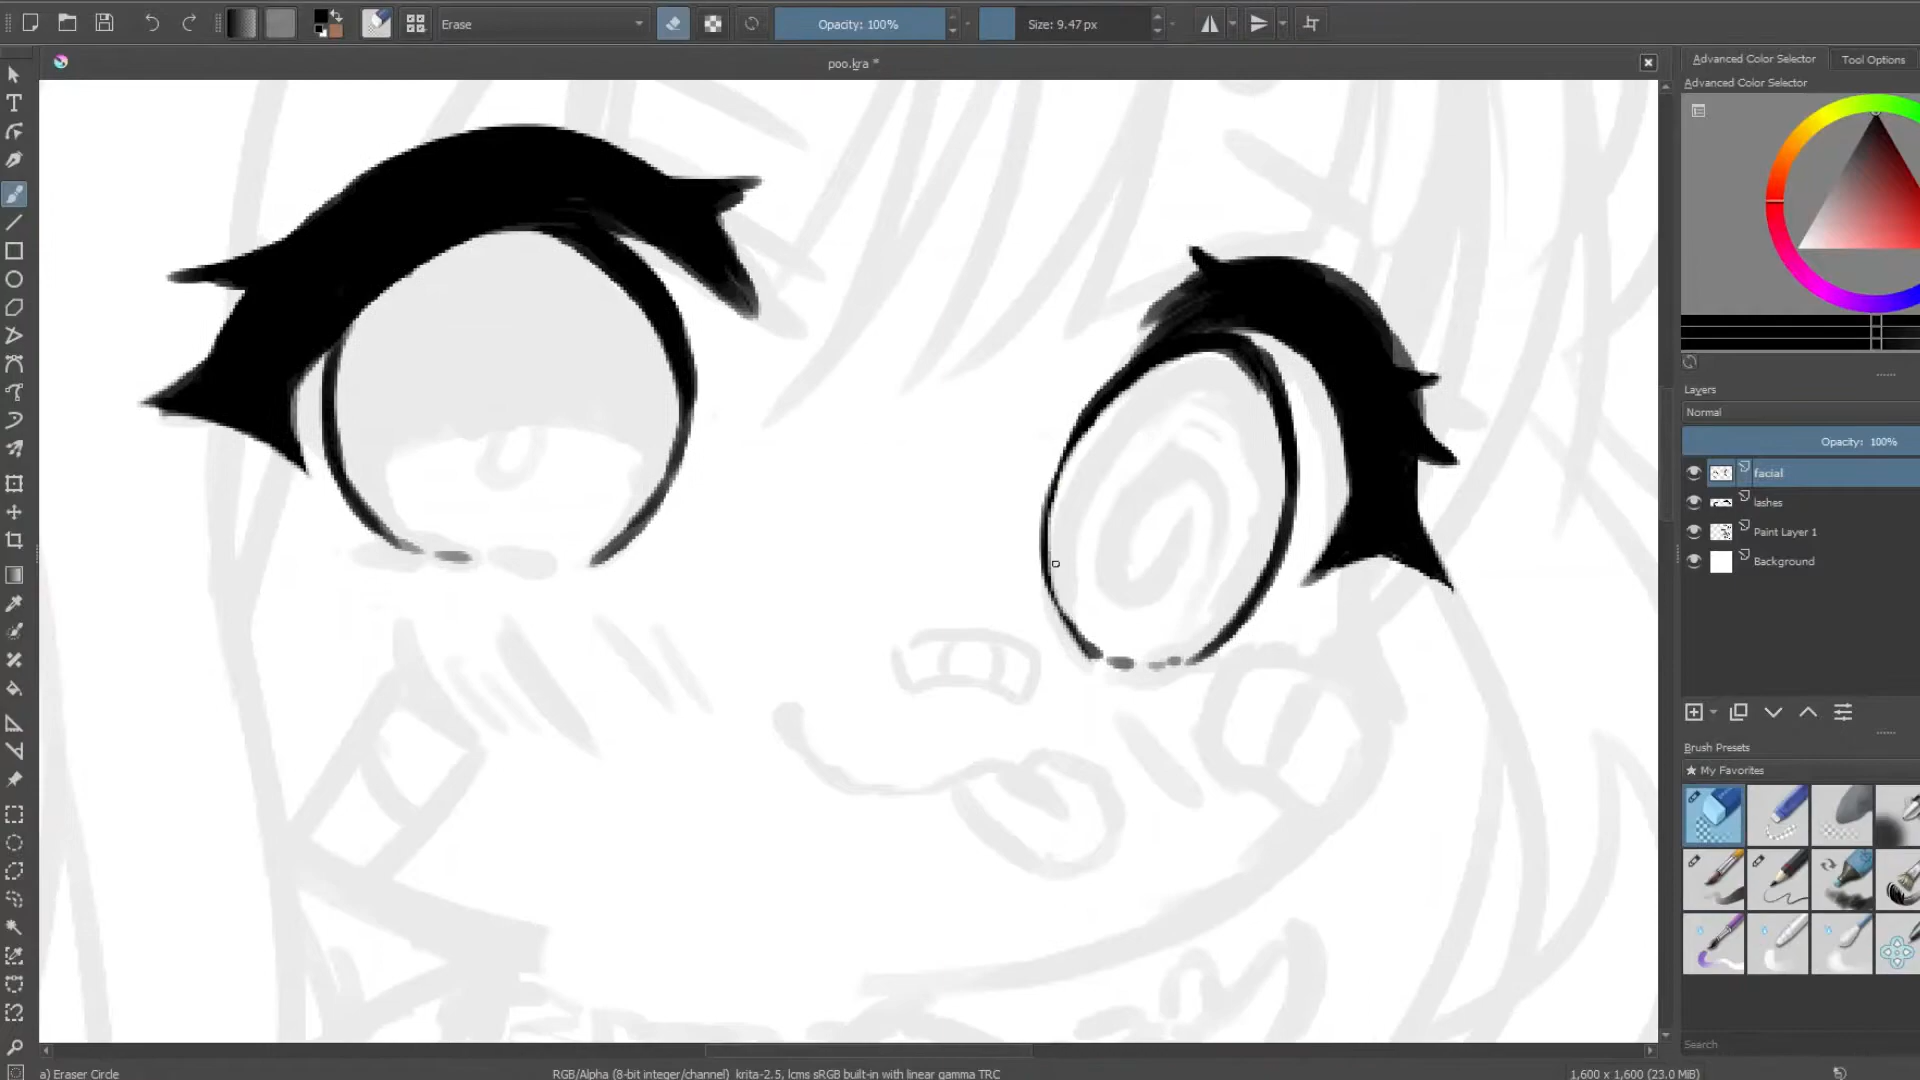 Erase
Opacity: 100%
Size: 9.47 px
poo.kra *
Advanced Color Selector
Tool Options
Advanced Color Selector
Layers
Normal
Opacity: 100%
facial
lashes
Paint Layer 1
Background
Brush Presets
★ My Favorites
Search
a) Eraser Circle
RGB/Alpha (8-bit integer/channel) krita-2.5, lcms sRGB built-in with linear gamma TRC
1,600 x 1,600 (23.0 MiB)